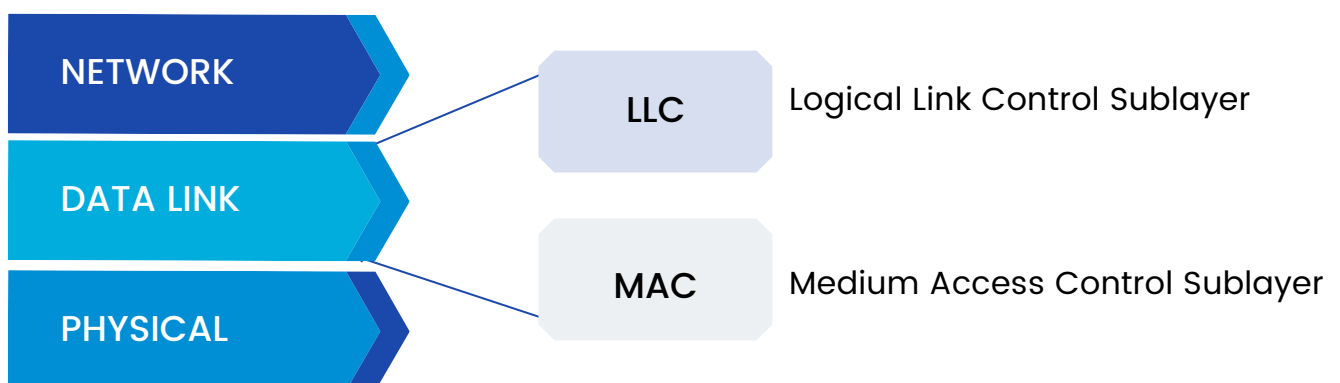 NETWORK
LLC
Logical Link Control Sublayer
DATA LINK
MAC
Medium Access Control Sublayer
PHYSICAL